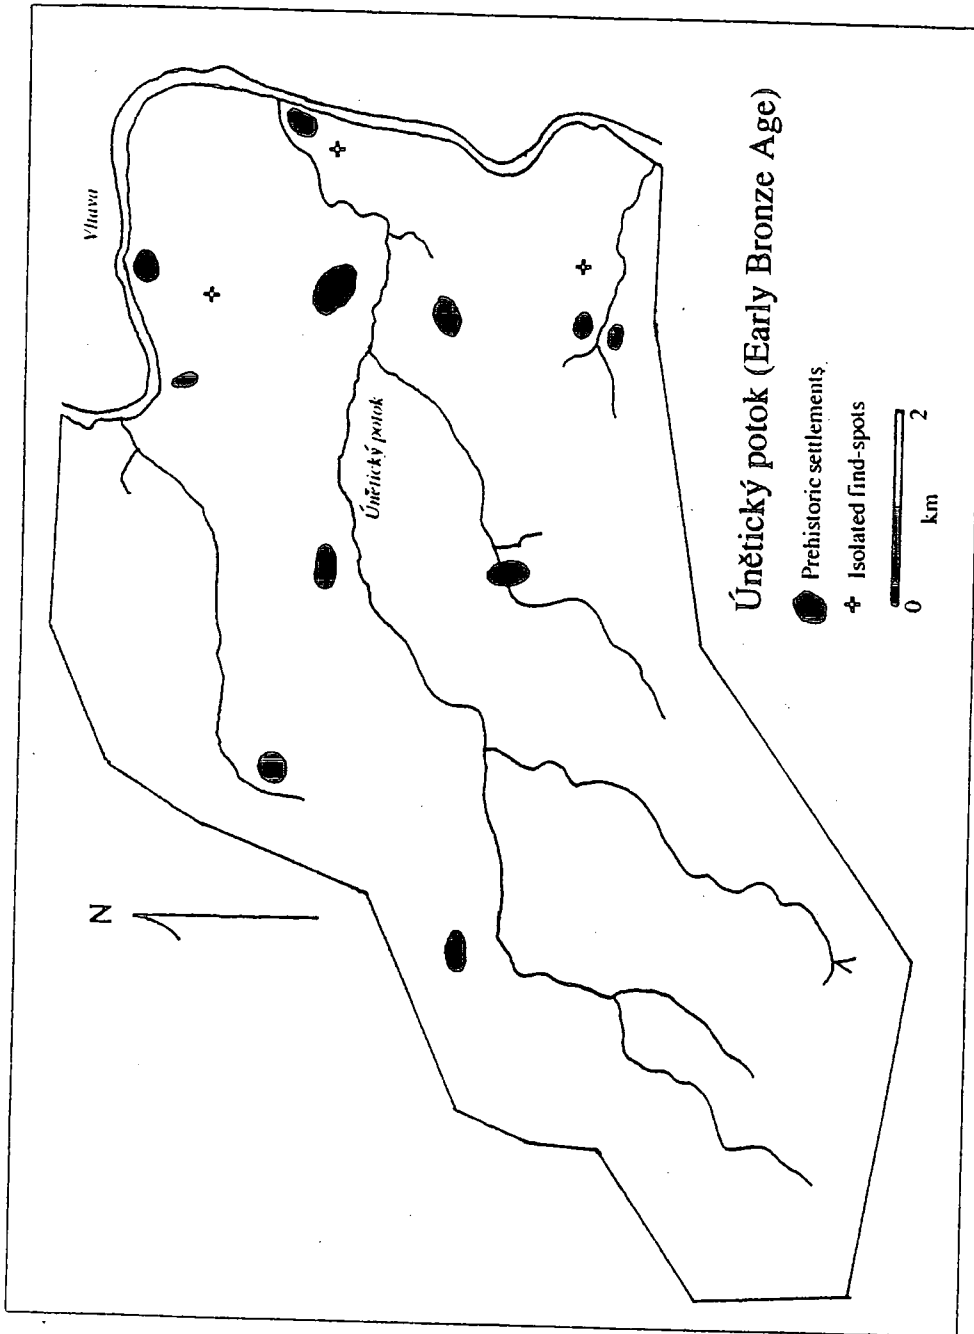 N
Vltava
Únětický potok
Únětický potok (Early Bronze Age)
Prehistoric settlements
Isolated find-spots
0 2
km